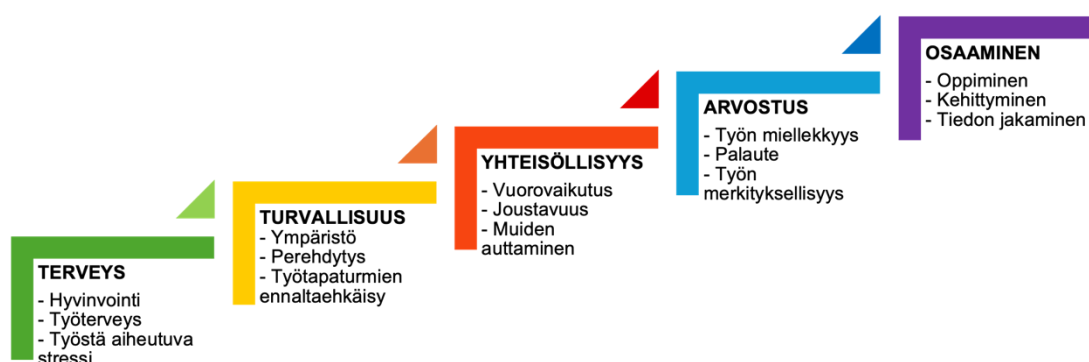 TERVEYS
- Hyvinvointi
- Työterveys
- Työstä aiheutuva
stressi
TURVALLISUUS
- Ympäristö
- Perehdytys
- Työtapaturmien
ennaltaehkäisy
YHTEISÖLLISYYS
- Vuorovaikutus
- Joustavuus
- Muiden
auttaminen
ARVOSTUS
- Työn miellekkyys
- Palaute
- Työn
merkityksellisyys
OSAAMINEN
- Oppiminen
- Kehittyminen
- Tiedon jakaminen